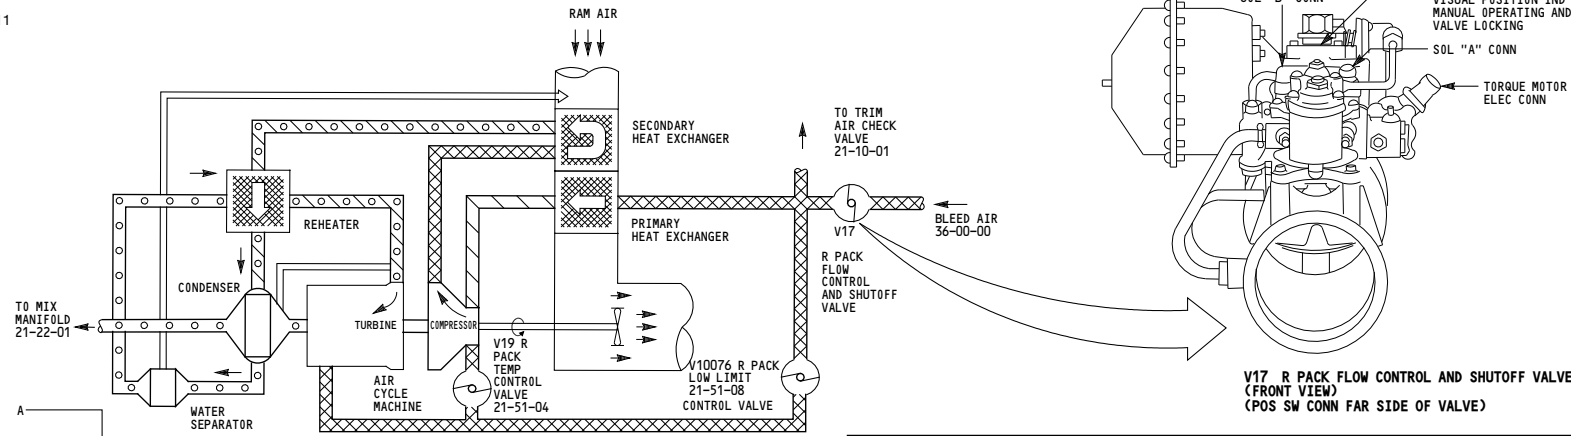 1
RAM AIR
SOL "B" CONN
VISUAL POSITION IND
MANUAL OPERATING AND
VALVE LOCKING
SOL "A" CONN
TORQUE MOTOR
ELEC CONN
TO TRIM
AIR CHECK
VALVE
21-10-01
SECONDARY
HEAT EXCHANGER
REHEATER
PRIMARY
HEAT EXCHANGER
V17
BLEED AIR
36-00-00
R PACK
FLOW
CONTROL
AND SHUTOFF
VALVE
CONDENSER
TO MIX
MANIFOLD
21-22-01
TURBINE
COMPRESSOR
V19 R
PACK
TEMP
CONTROL
VALVE
21-51-04
V10076 R PACK
LOW LIMIT
21-51-08
CONTROL VALVE
AIR
CYCLE
MACHINE
WATER
SEPARATOR
A
V17 R PACK FLOW CONTROL AND SHUTOFF VALVE
(FRONT VIEW)
(POS SW CONN FAR SIDE OF VALVE)